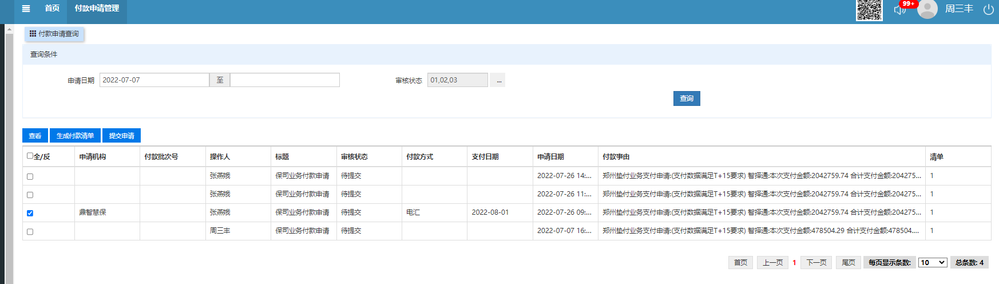 首页 付款申请管理 99+ 周三丰
付款申请查询
查询条件
申请日期 2022-07-07 至 审核状态 01,02,03 ...
查询
查看 生成付款清单 提交申请
全/反 申请机构 付款批次号 操作人 标题 审核状态 付款方式 支付日期 申请日期 付款事由 清单
张燕娥 保司业务付款申请 待提交 2022-07-26 14:... 郑州垫付业务支付申请:(支付数据满足T+15要求) 智择通:本次支付金额:2042759.74 合计支付金额:204275... 1
张燕娥 保司业务付款申请 待提交 2022-07-26 11:... 郑州垫付业务支付申请:(支付数据满足T+15要求) 智择通:本次支付金额:2042759.74 合计支付金额:204275... 1
鼎智慧保 张燕娥 保司业务付款申请 待提交 电汇 2022-08-01 2022-07-26 09:... 郑州垫付业务支付申请:(支付数据满足T+15要求) 智择通:本次支付金额:2042759.74 合计支付金额:204275... 1
周三丰 保司业务付款申请 待提交 2022-07-07 16:... 郑州垫付业务支付申请:(支付数据满足T+15要求) 智择通:本次支付金额:478504.29 合计支付金额:478504.... 1
首页 上一页 1 下一页 尾页 每页显示条数: 10 总条数: 4